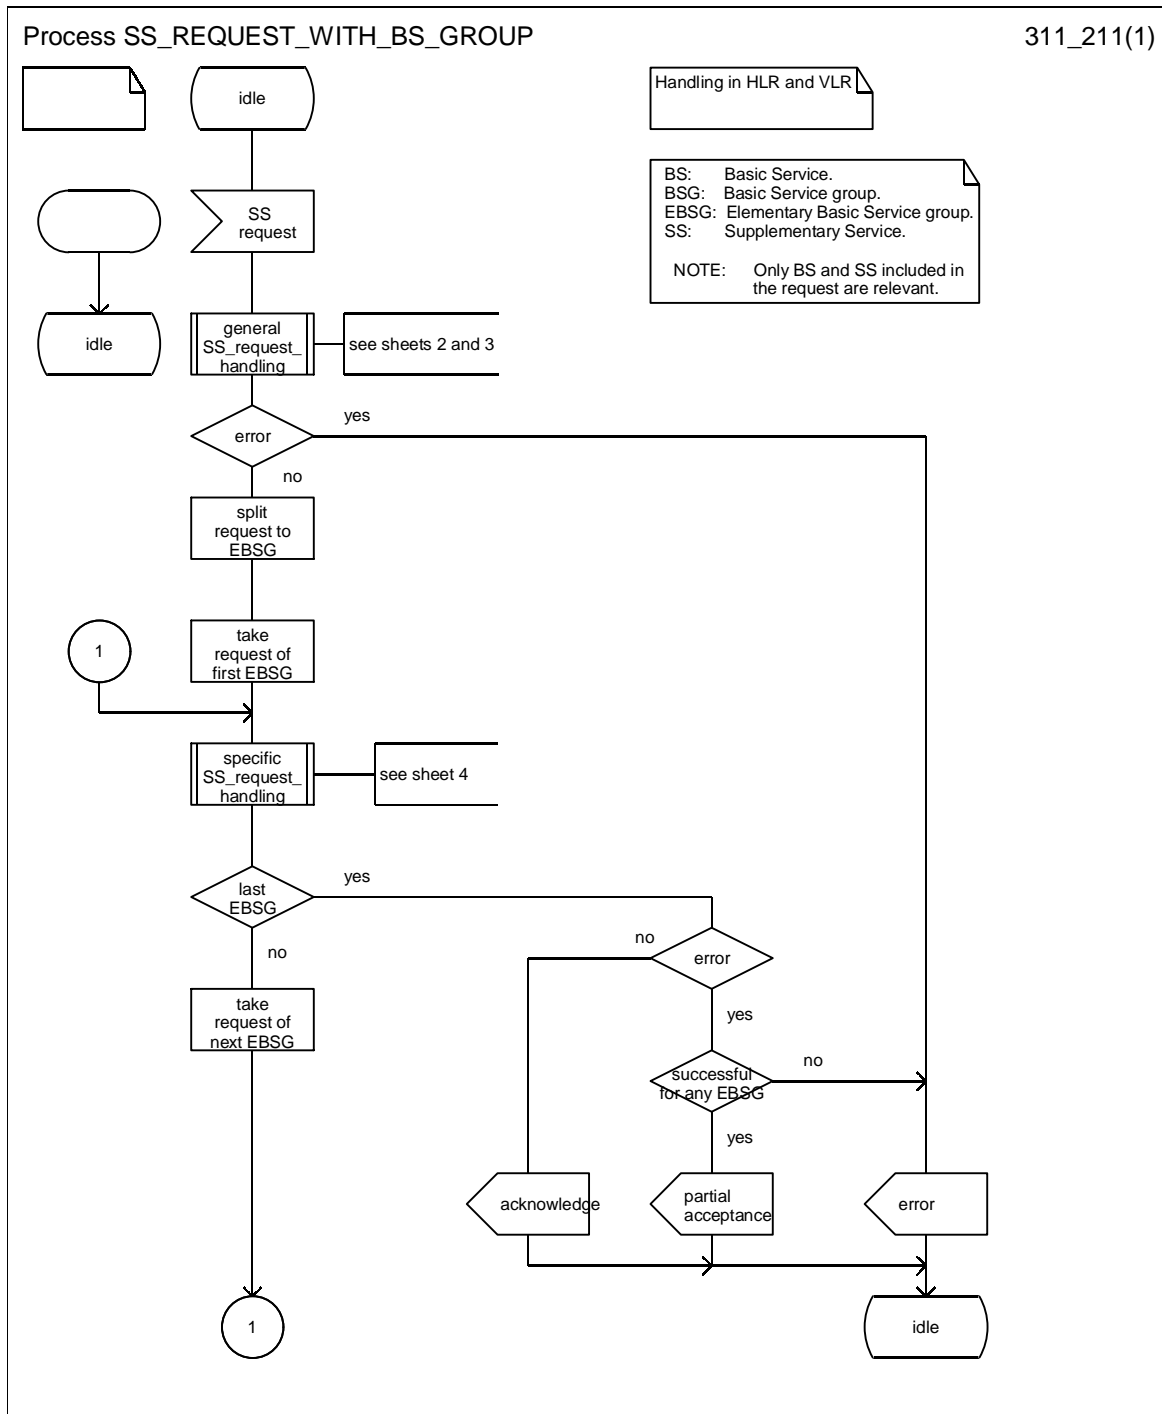 Process SS_REQUEST_WITH_BS_GROUP
311_211(1)
idle
Handling in HLR and VLR
BS: Basic Service.
BSG: Basic Service group.
EBSG: Elementary Basic Service group.
SS: Supplementary Service.
NOTE: Only BS and SS included in
the request are relevant.
SS
request
idle
general
SS_request_
handling
see sheets 2 and 3
error
yes
no
split
request to
EBSG
1
take
request of
first EBSG
specific
SS_request_
handling
see sheet 4
last
EBSG
yes
no
error
no
yes
take
request of
next EBSG
successful
for any EBSG
no
yes
acknowledge
partial
acceptance
error
1
idle